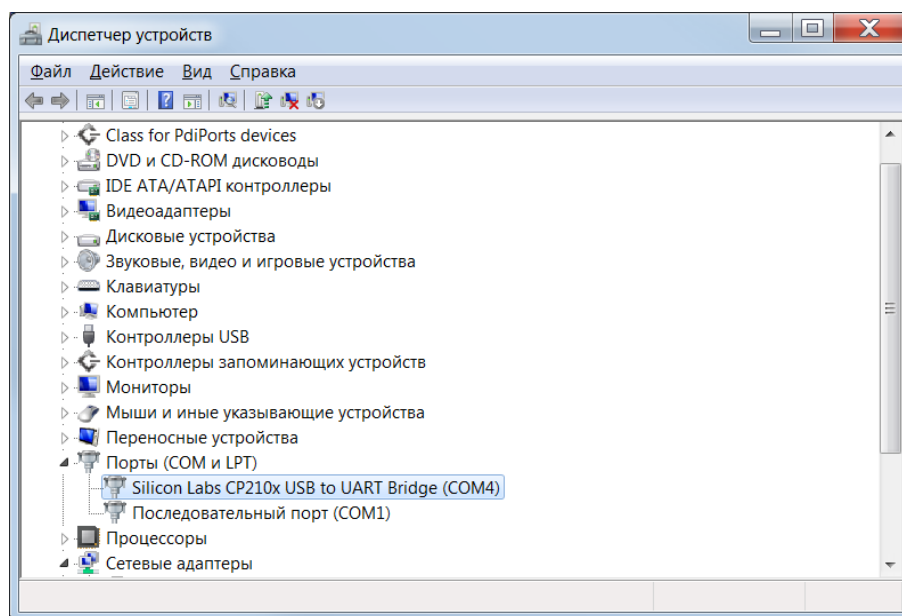 Диспетчер устройств
Файл Действие Вид Справка
Class for PdiPorts devices
DVD и CD-ROM дисководы
IDE ATA/ATAPI контроллеры
Видеоадаптеры
Дисковые устройства
Звуковые, видео и игровые устройства
Клавиатуры
Компьютер
Контроллеры USB
Контроллеры запоминающих устройств
Мониторы
Мыши и иные указывающие устройства
Переносные устройства
Порты (COM и LPT)
Silicon Labs CP210x USB to UART Bridge (COM4)
Последовательный порт (COM1)
Процессоры
Сетевые адаптеры